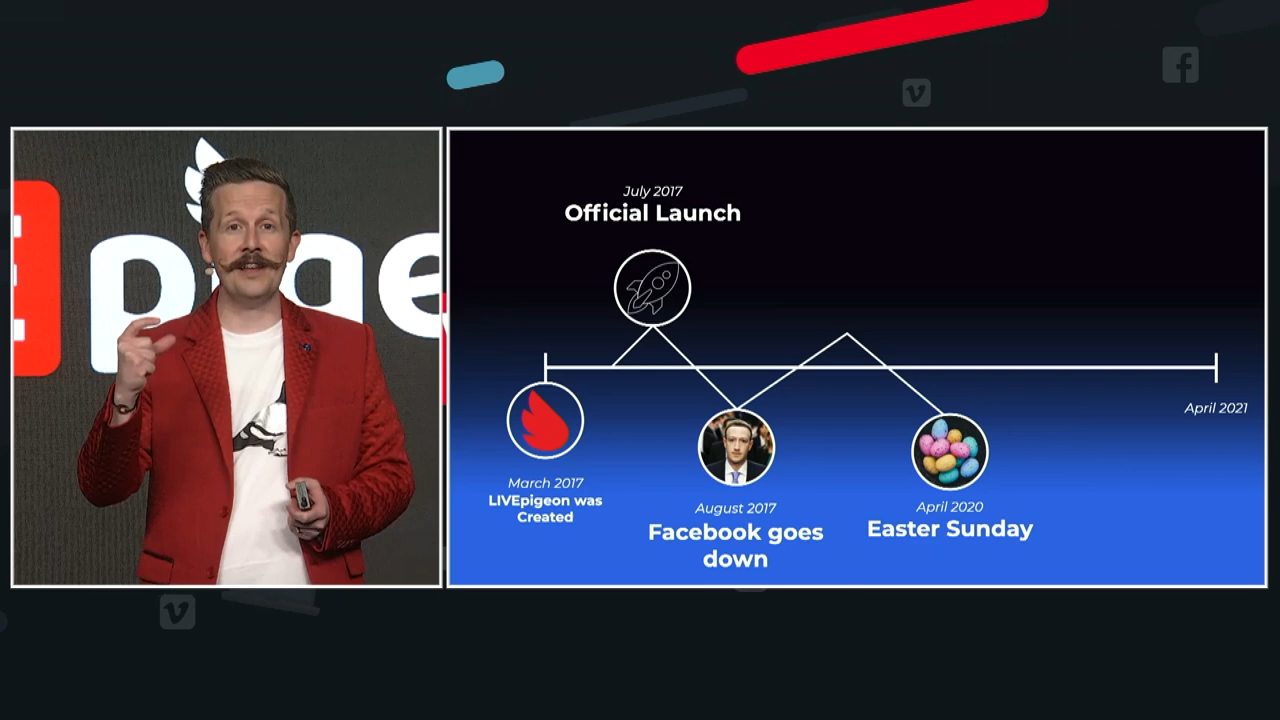 pige
July 2017
Official Launch
April 2021
March 2017
LIVEpigeon was
Created
August 2017
Facebook goes
down
April 2020
Easter Sunday